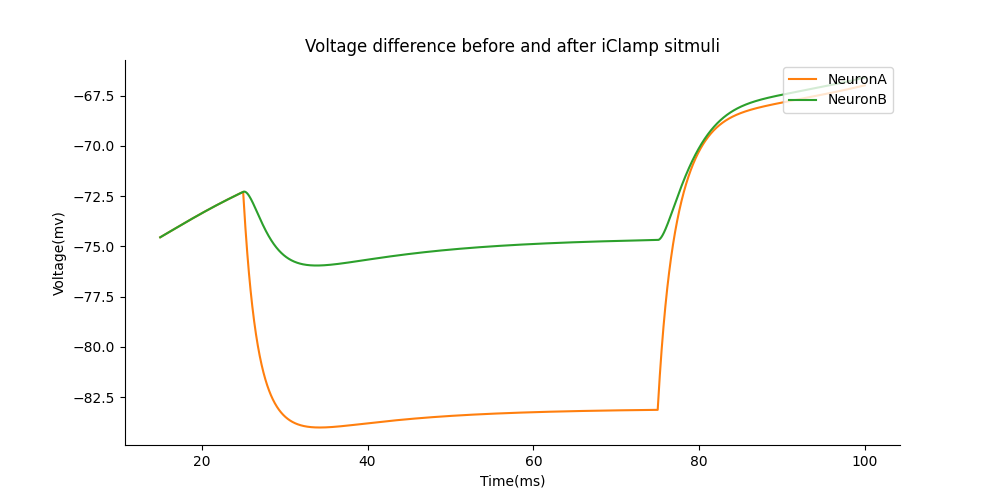 Voltage difference before and after iClamp sitmuli
NeuronA
NeuronB
−67.5
−70.0
−72.5
−75.0
−77.5
−80.0
−82.5
Voltage(mv)
20 40 60 80 100
Time(ms)